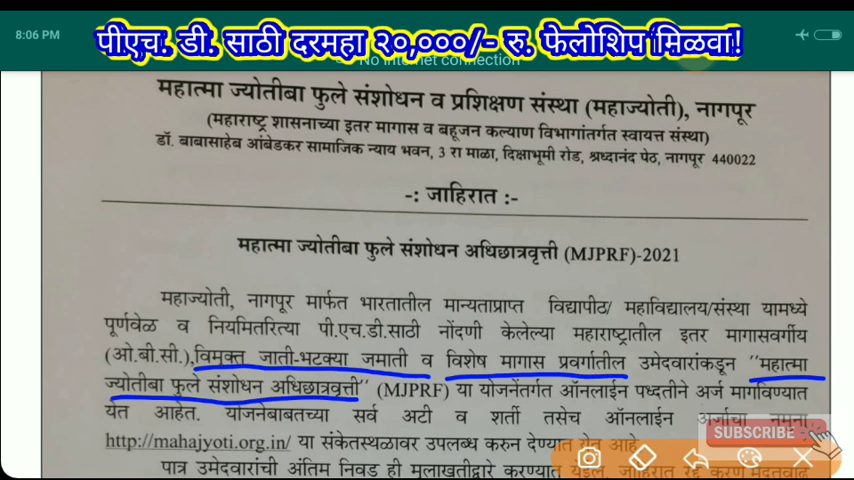 8:06 PM
पीएच. डी. साठी दरमहा २०,०००/- रु. फेलोशिप मिळवा!
No internet connection
महात्मा ज्योतीबा फुले संशोधन व प्रशिक्षण संस्था (महाज्योती), नागपूर
(महाराष्ट्र शासनाच्या इतर मागास व बहूजन कल्याण विभागांतर्गत स्वायत्त संस्था)
डॉ. बाबासाहेब आंबेडकर सामाजिक न्याय भवन, 3 रा माळा, दिक्षाभूमी रोड, श्रध्दानंद पेठ, नागपूर 440022
-: जाहिरात :-
महात्मा ज्योतीबा फुले संशोधन अधिछात्रवृत्ती (MJPRF)-2021
महाज्योती, नागपूर मार्फत भारतातील मान्यताप्राप्त विद्यापीठ/ महाविद्यालय/संस्था यामध्ये
पूर्णवेळ व नियमितरित्या पी.एच.डी.साठी नोंदणी केलेल्या महाराष्ट्रातील इतर मागासवर्गीय
(ओ.बी.सी.),विमुक्त जाती-भटक्या जमाती व विशेष मागास प्रवर्गातील उमेदवारांकडून "महात्मा
ज्योतीबा फुले संशोधन अधिछात्रवृत्ती" (MJPRF) या योजनेंतर्गत ऑनलाईन पध्दतीने अर्ज मागविण्यात
येत आहेत. योजनेबाबतच्या सर्व अटी व शर्ती तसेच ऑनलाईन अर्जाचा नमुना
SUBSCRIBE
http://mahajyoti.org.in/ या संकेतस्थळावर उपलब्ध करुन देण्यात येत आहे
पात्र उमेदवारांची अंतिम निवड ही मुलाखतीद्वारे करण्यात येईल. जाहिरात रद्द